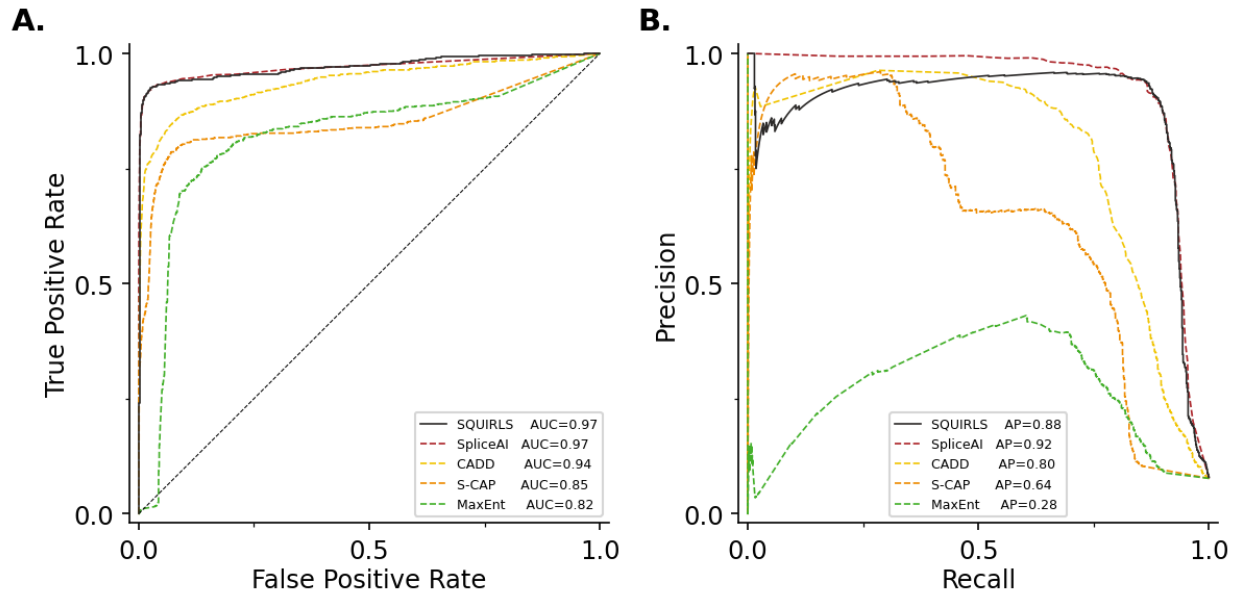 A.
True Positive Rate
1.0
0.5
0.0
SQUIRLS AUC=0.97
SpliceAI AUC=0.97
CADD AUC=0.94
S-CAP AUC=0.85
MaxEnt AUC=0.82
0.0 0.5 1.0
False Positive Rate
B.
Precision
1.0
0.5
0.0
SQUIRLS AP=0.88
SpliceAI AP=0.92
CADD AP=0.80
S-CAP AP=0.64
MaxEnt AP=0.28
0.0 0.5 1.0
Recall